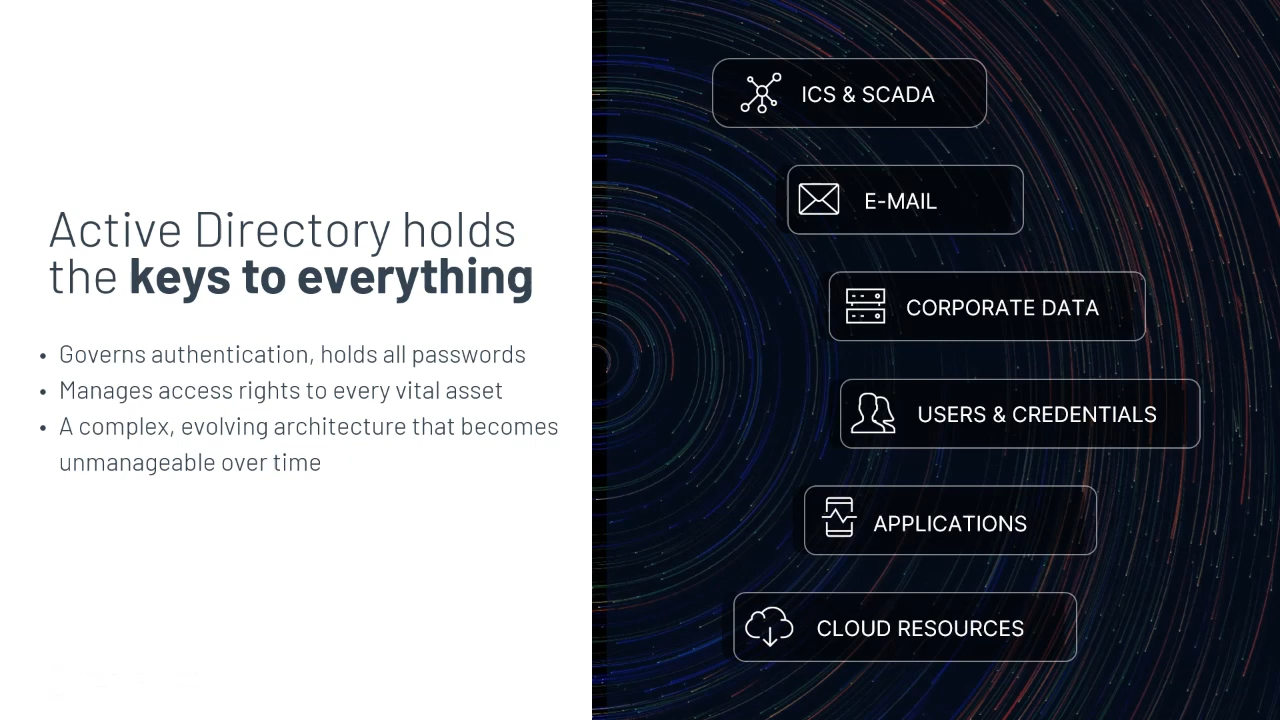 Active Directory holds
the keys to everything
• Governs authentication, holds all passwords
• Manages access rights to every vital asset
• A complex, evolving architecture that becomes
unmanageable over time
ICS & SCADA
E-MAIL
CORPORATE DATA
USERS & CREDENTIALS
APPLICATIONS
CLOUD RESOURCES